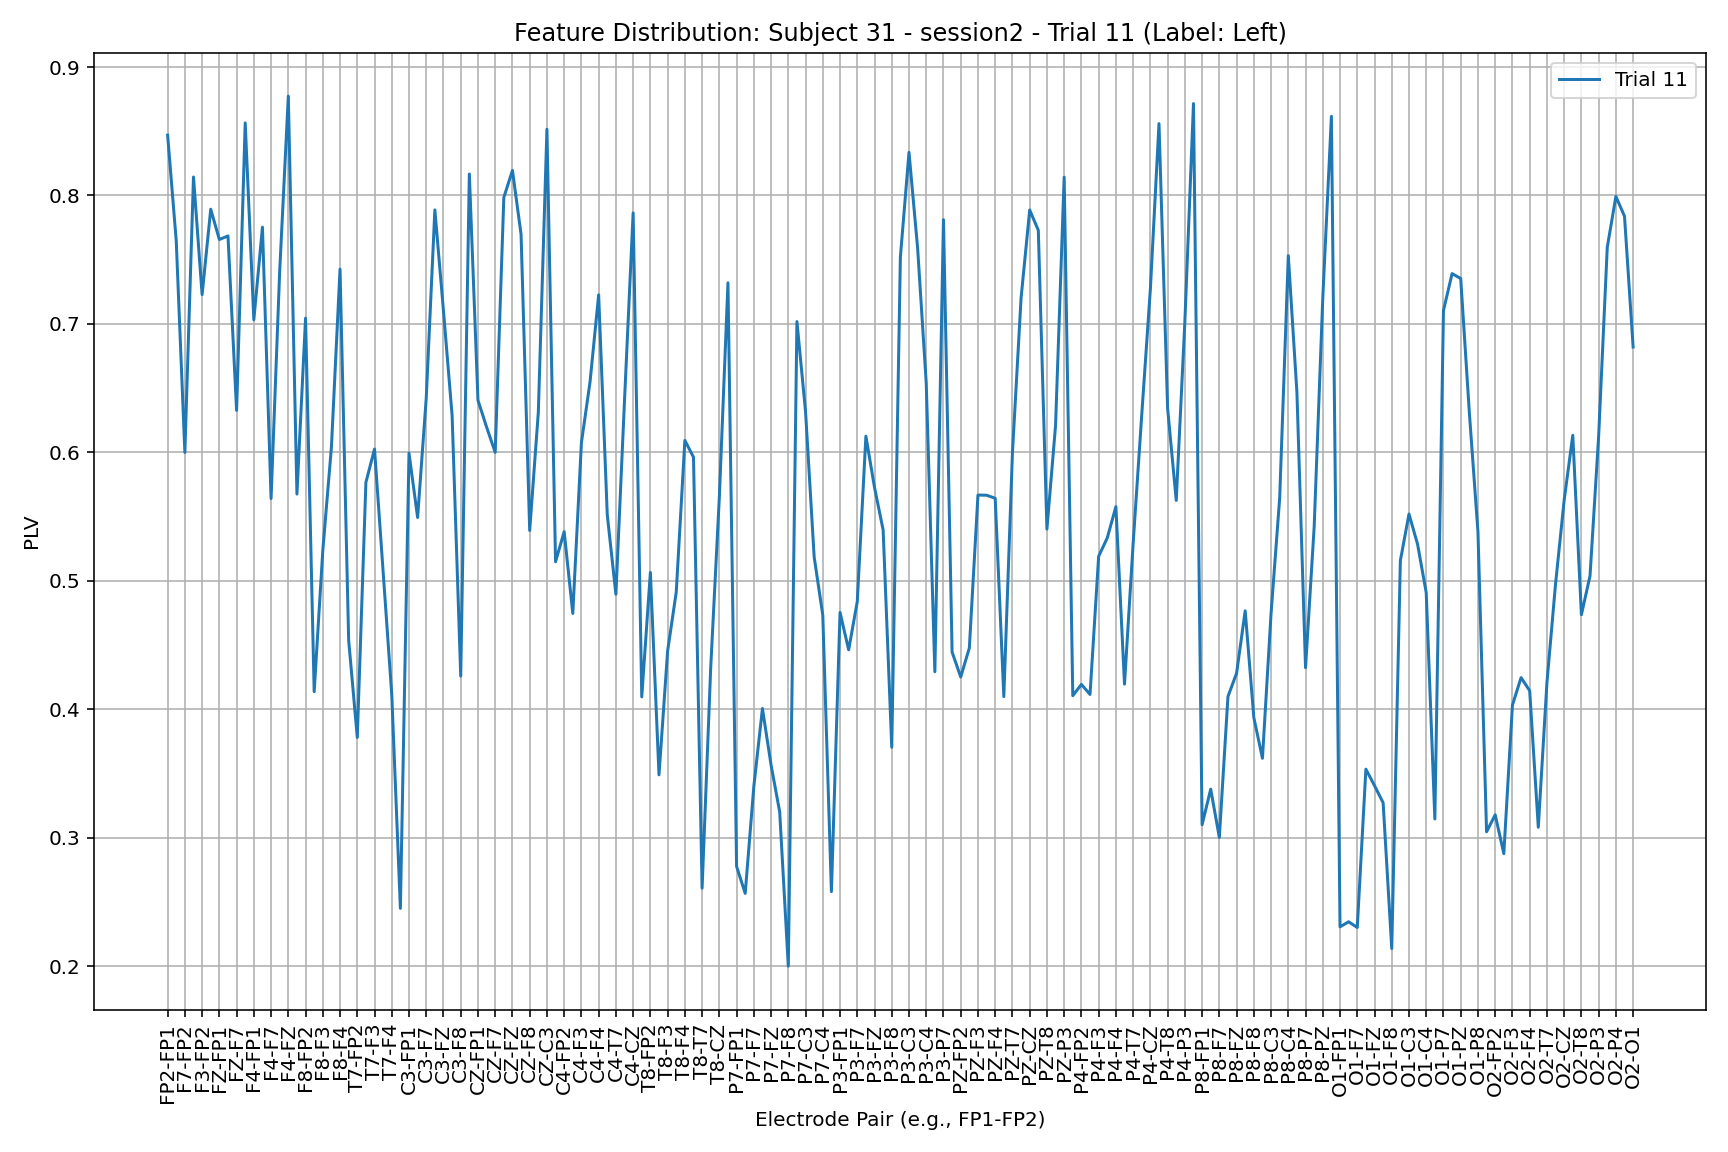 Feature Distribution: Subject 31 - session2 - Trial 11 (Label: Left)
Trial 11
0.9
0.8
0.7
0.6
0.5
0.4
0.3
0.2
PLV
FP2-FP1
F7-FP2
F3-FP2
FZ-FP1
FZ-F7
F4-FP1
F4-F7
F4-FZ
F8-FP2
F8-F3
F8-F4
T7-FP2
T7-F3
T7-F4
C3-FP1
C3-F7
C3-FZ
C3-F8
CZ-FP1
CZ-F7
CZ-FZ
CZ-F8
CZ-C3
C4-FP2
C4-F3
C4-F4
C4-T7
C4-CZ
T8-FP2
T8-F3
T8-F4
T8-T7
T8-CZ
P7-FP1
P7-F7
P7-FZ
P7-F8
P7-C3
P7-C4
P3-FP1
P3-F7
P3-FZ
P3-F8
P3-C3
P3-C4
P3-P7
PZ-FP2
PZ-F3
PZ-F4
PZ-T7
PZ-CZ
PZ-T8
PZ-P3
P4-FP2
P4-F3
P4-F4
P4-T7
P4-CZ
P4-T8
P4-P3
P8-FP1
P8-F7
P8-FZ
P8-F8
P8-C3
P8-C4
P8-P7
P8-PZ
O1-FP1
O1-F7
O1-FZ
O1-F8
O1-C3
O1-C4
O1-P7
O1-PZ
O1-P8
O2-FP2
O2-F3
O2-F4
O2-T7
O2-CZ
O2-T8
O2-P3
O2-P4
O2-O1
Electrode Pair (e.g., FP1-FP2)